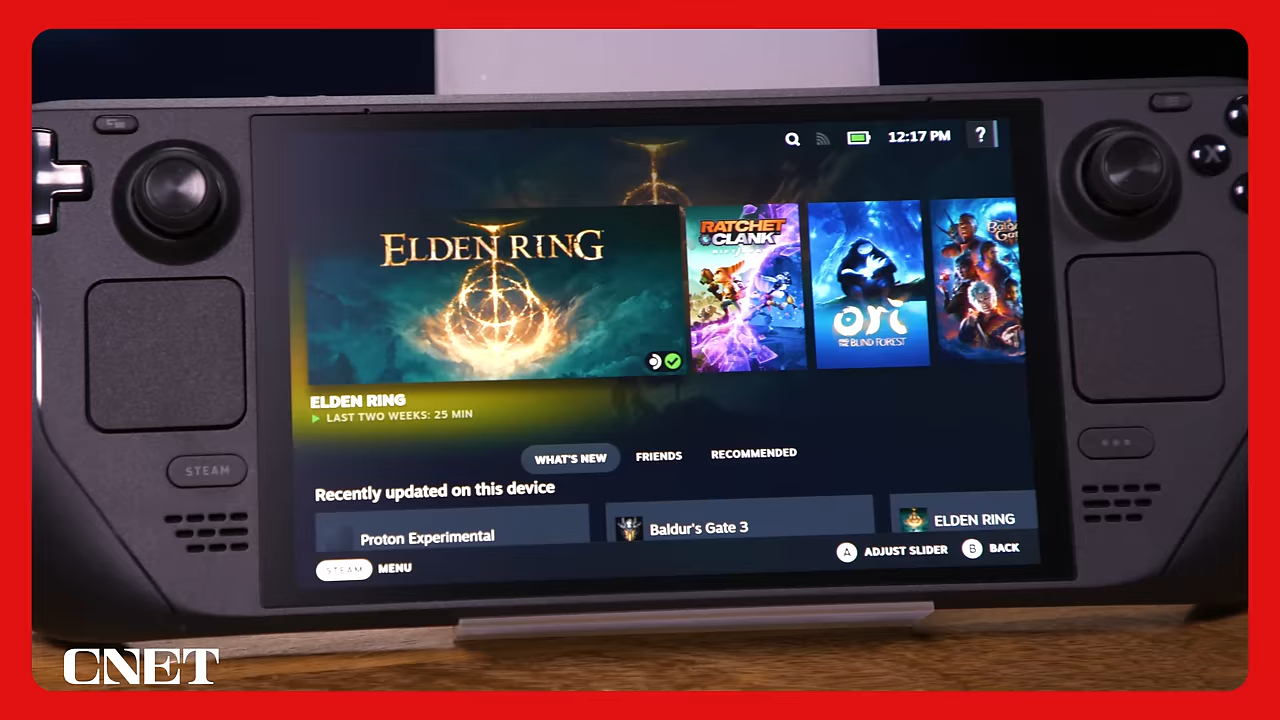 12:17 PM
?
X
ELDEN RING
RATCHET
CLANK
ori
AND THE BLIND FOREST
ELDEN RING
LAST TWO WEEKS: 25 MIN
WHAT'S NEW
FRIENDS
RECOMMENDED
STEAM
Recently updated on this device
Proton Experimental
Baldur's Gate 3
ELDEN RING
STEAM MENU
A ADJUST SLIDER
B BACK
CNET